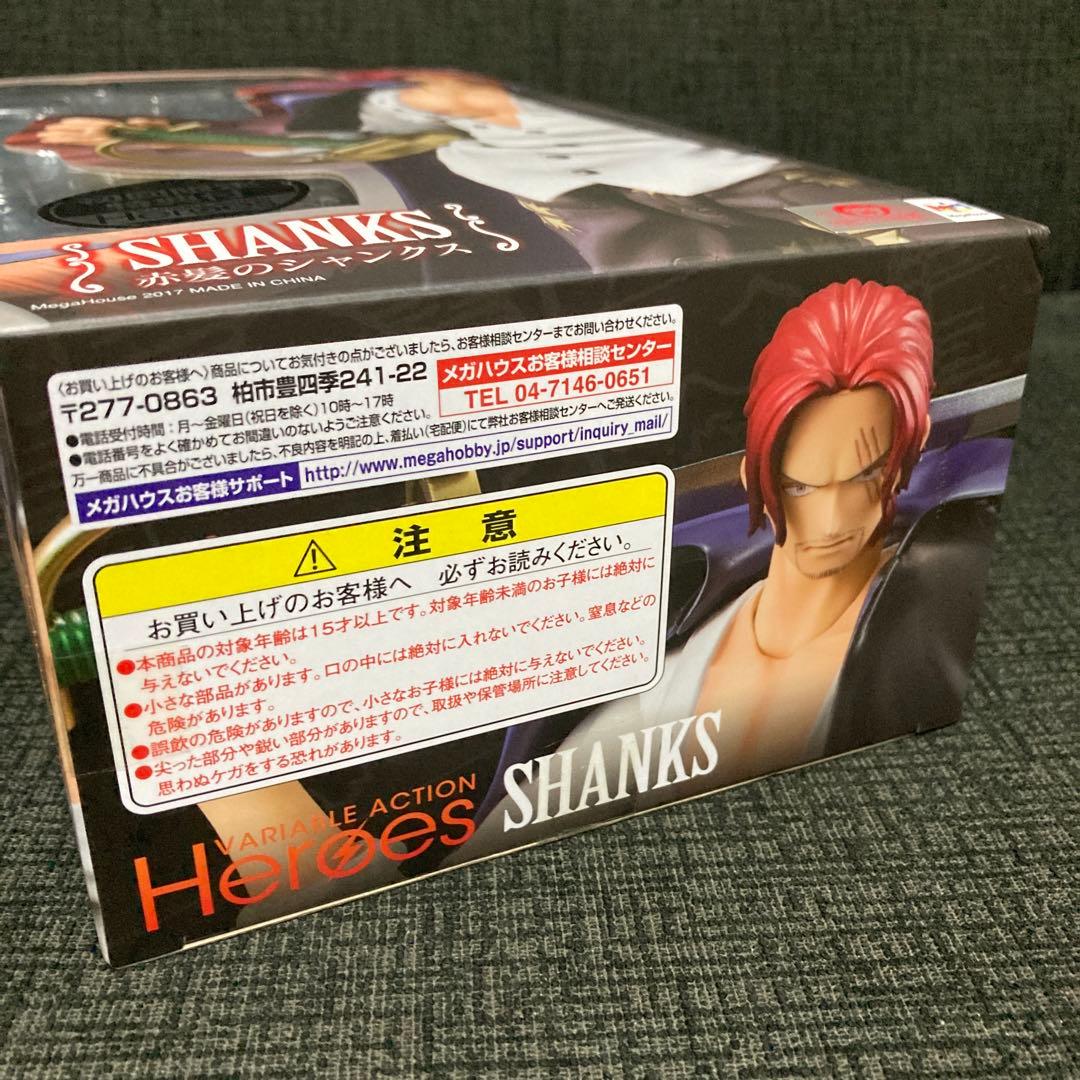 SHANKS
赤髪のシャンクス
MegaHouse 2017 MADE IN CHINA
〈お買い上げのお客様へ〉商品についてお気付きの点がございましたら、お客様相談センターまでお問い合わせください。
〒277-0863 柏市豊四季241-22
メガハウスお客様相談センター
TEL 04-7146-0651
●電話受付時間：月～金曜日(祝日を除く)10時～17時
●電話番号をよく確かめてお間違いのないようご注意ください。
万一商品に不具合がございましたら、不良内容を明記の上、着払い(宅配便)にて弊社お客様相談センターへご発送ください。
メガハウスお客様サポート http://www.megahobby.jp/support/inquiry_mail/
注意
お買い上げのお客様へ 必ずお読みください。
●本商品の対象年齢は15才以上です。対象年齢未満のお子様には絶対に
与えないでください。
●小さな部品があります。口の中には絶対に入れないでください。窒息などの
危険があります。
●誤飲の危険がありますので、小さなお子様には絶対に与えないでください。
●尖った部分や鋭い部分がありますので、取扱や保管場所に注意してください。
思わぬケガをする恐れがあります。
VARIABLE ACTION
Heroes
SHANKS